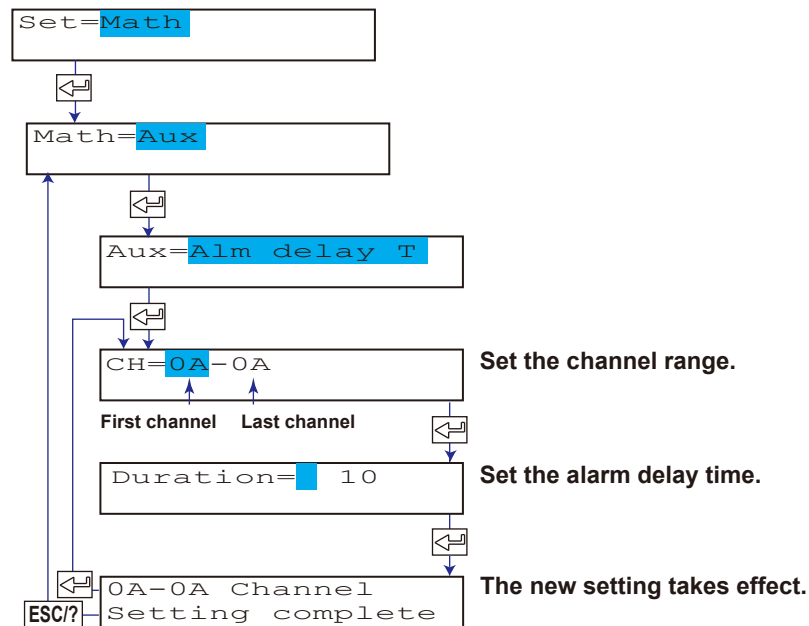 Set=Math
Math=Aux
Aux=Alm delay T
CH=0A-0A
Set the channel range.
First channel Last channel
Duration= 10
Set the alarm delay time.
0A-0A Channel
The new setting takes effect.
ESC/?
Setting complete